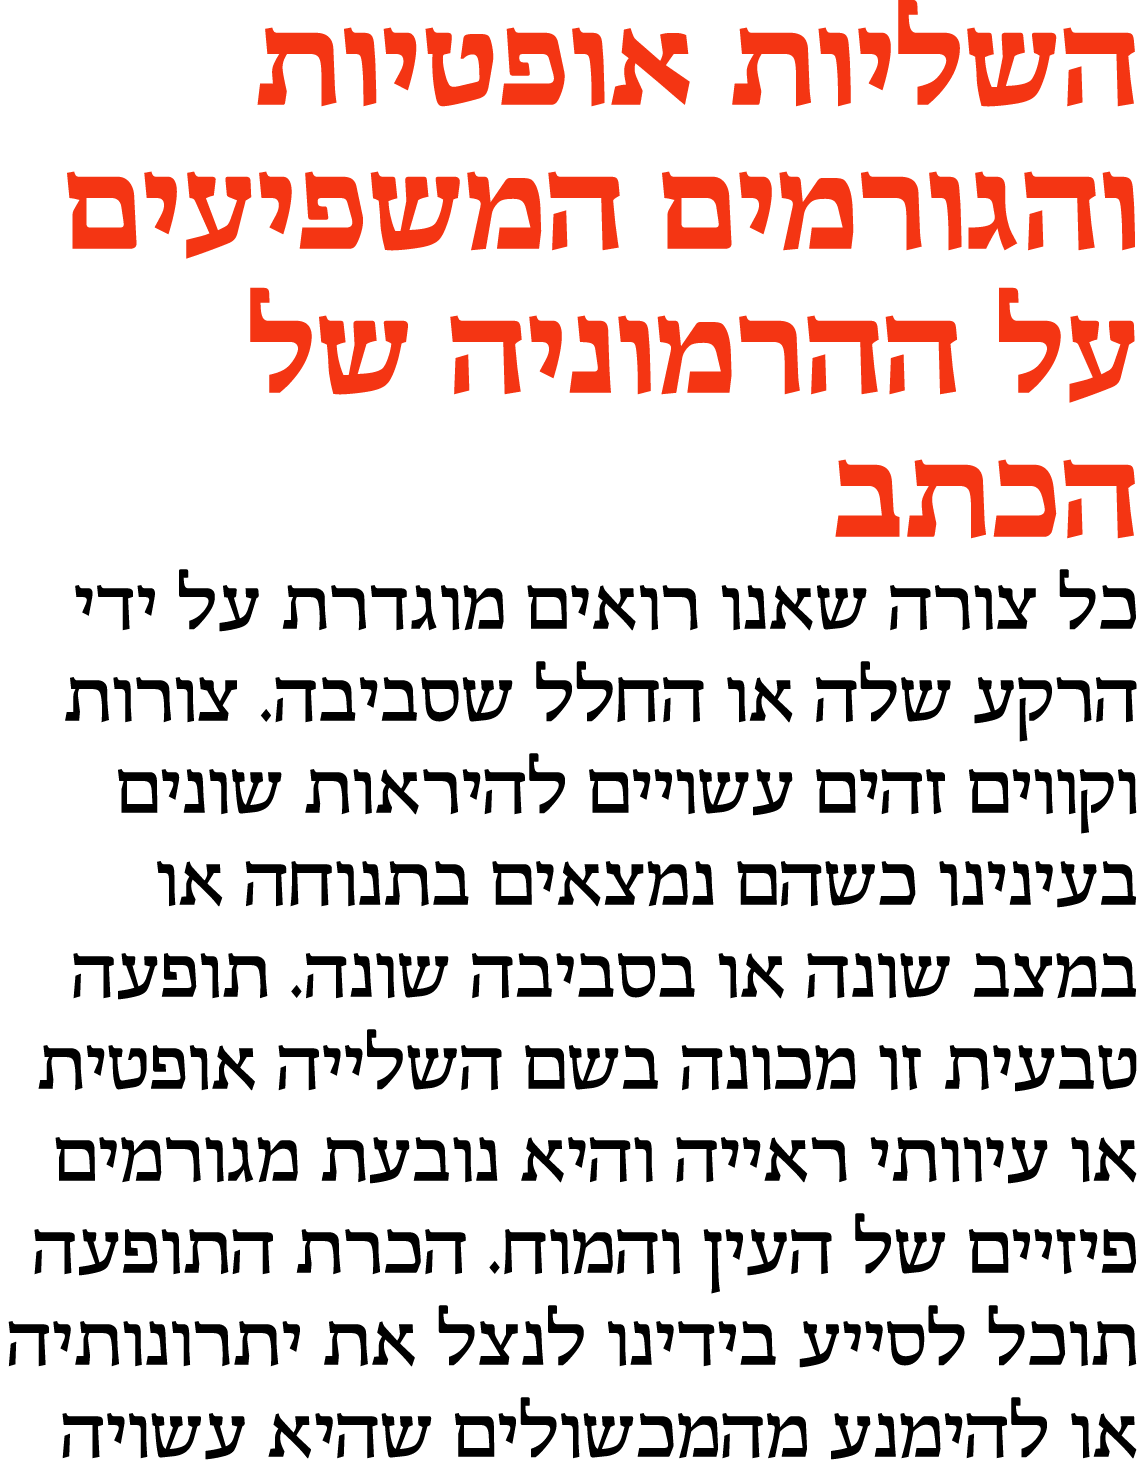 השליות אופטיות
והגורמים המשפיעים
על ההרמוניה של
הכתב
כל צורה שאנו רואים מוגדרת על ידי
הרקע שלה או החלל שסביבה. צורות
וקווים זהים עשויים להיראות שונים
בעינינו כשהם נמצאים בתנוחה או
במצב שונה או בסביבה שונה. תופעה
טבעית זו מכונה בשם השלייה אופטית
או עיוותי ראייה והיא נובעת מגורמים
פיזיים של העין והמוח. הכרת התופעה
תוכל לסייע בידינו לנצל את יתרונותיה
או להימנע מהמכשולים שהיא עשויה